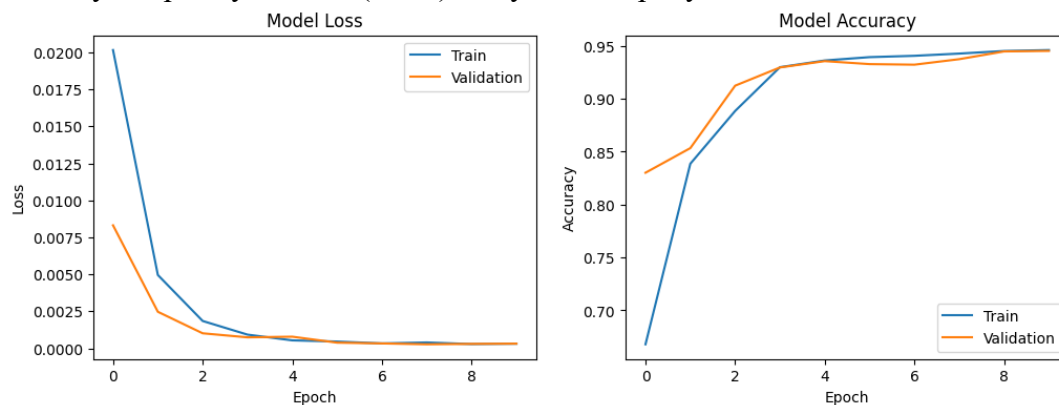 Model Loss
Model Accuracy
0.0200
0.0175
0.0150
0.0125
0.0100
0.0075
0.0050
0.0025
0.0000
Loss
Train
Validation
0 2 4 6 8
Epoch
0.95
0.90
0.85
0.80
0.75
0.70
Accuracy
Train
Validation
0 2 4 6 8
Epoch